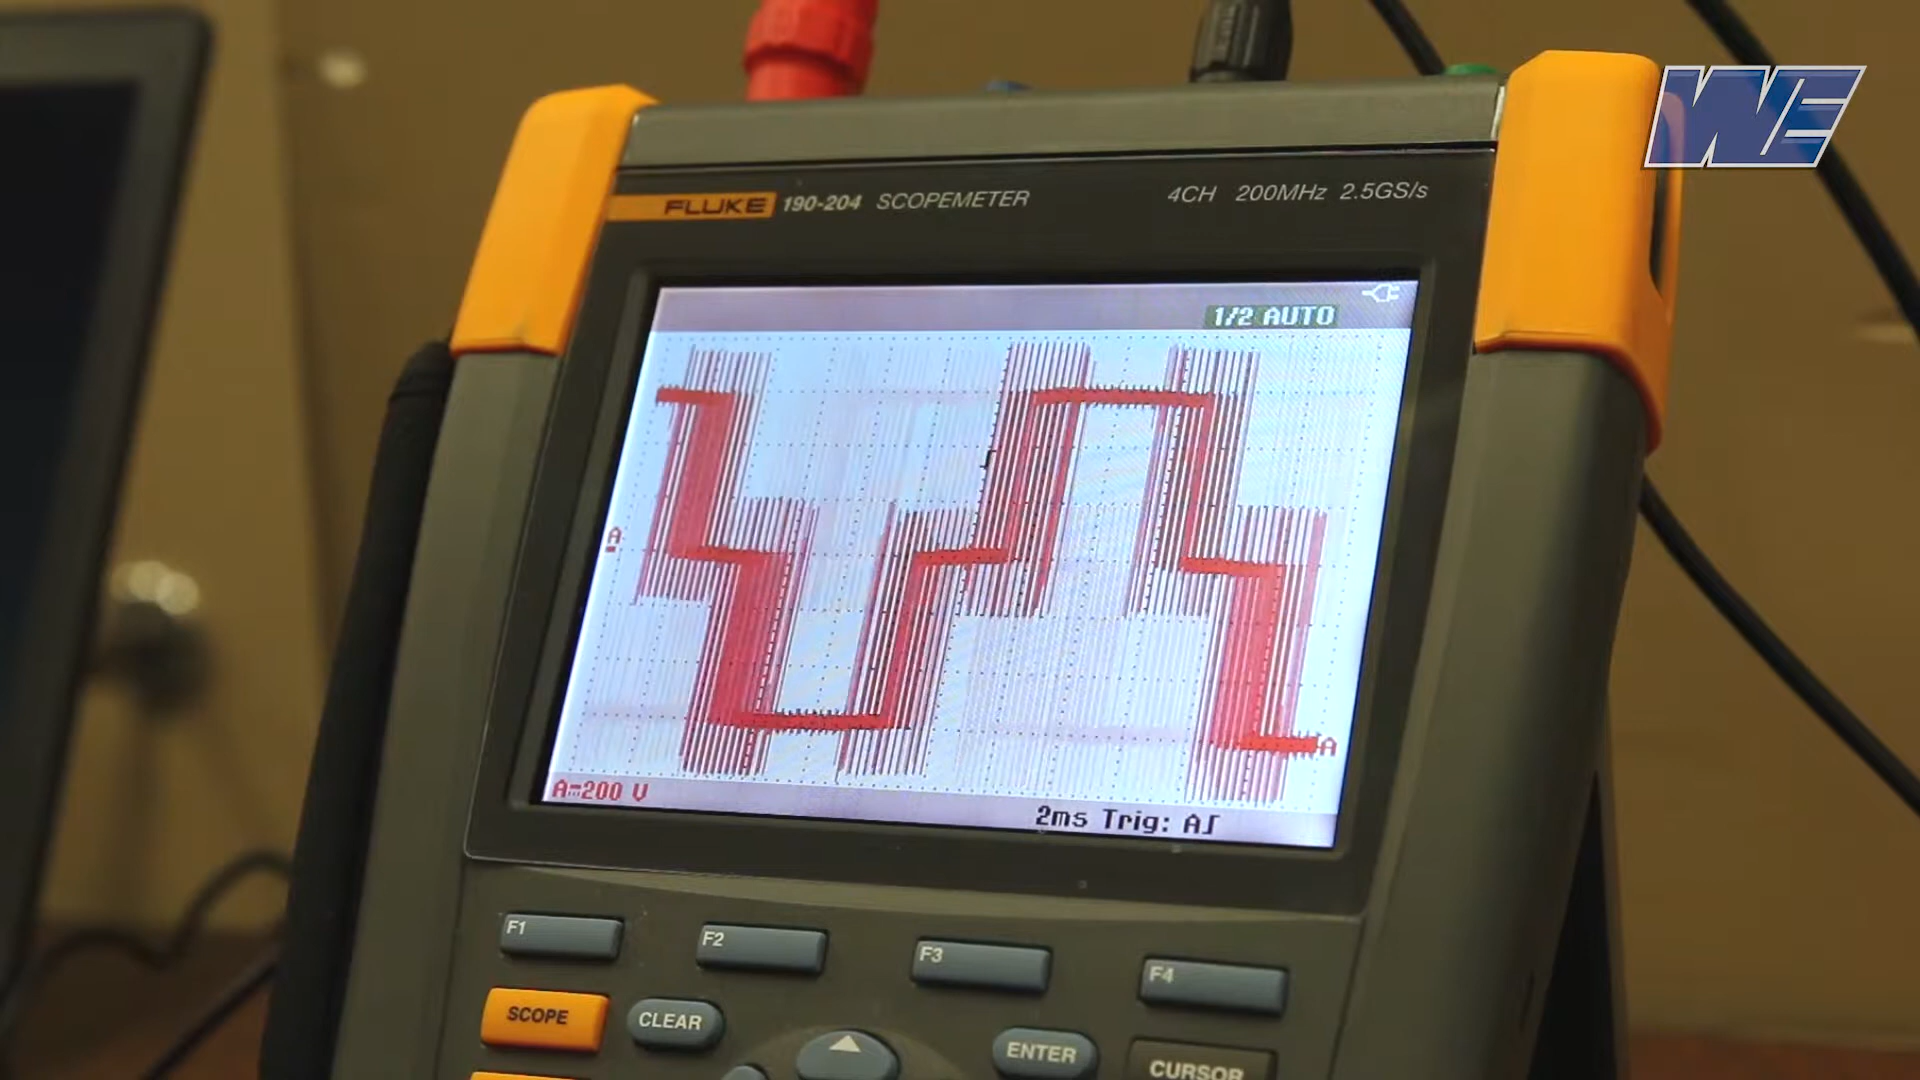 WE
FLUKE 190-204 SCOPEMETER 4CH 200MHz 2.5GS/s
1/2 AUTO
A
A
A=200 V
2ms Trig: A
F1 F2 F3 F4
SCOPE CLEAR ENTER CURSOR